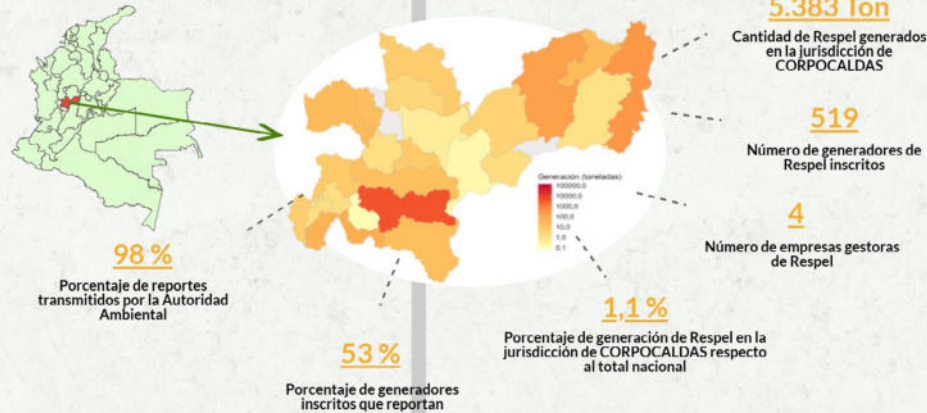 5.383 Ton
Cantidad de Respel generados
en la jurisdicción de
CORPOCALDAS
519
Número de generadores de
Respel inscritos
Generación (toneladas)
100000,0
10000,0
1000,0
100,0
10,0
1,0
0,1
4
Número de empresas gestoras
de Respel
98 %
Porcentaje de reportes
transmitidos por la Autoridad
Ambiental
1,1 %
Porcentaje de generación de Respel en la
jurisdicción de CORPOCALDAS respecto
al total nacional
53 %
Porcentaje de generadores
inscritos que reportan